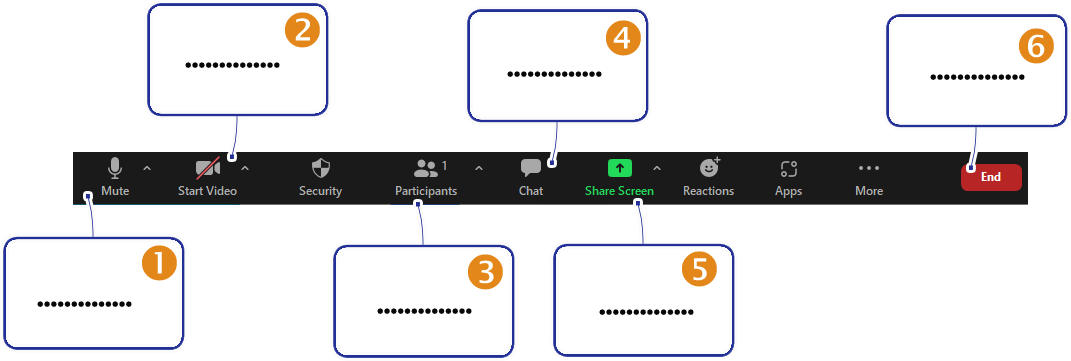 2
..............
4
..............
6
..............
1
Mute
Start Video
Security
Participants
Chat
Share Screen
Reactions
Apps
More
End
1
..............
3
..............
5
..............